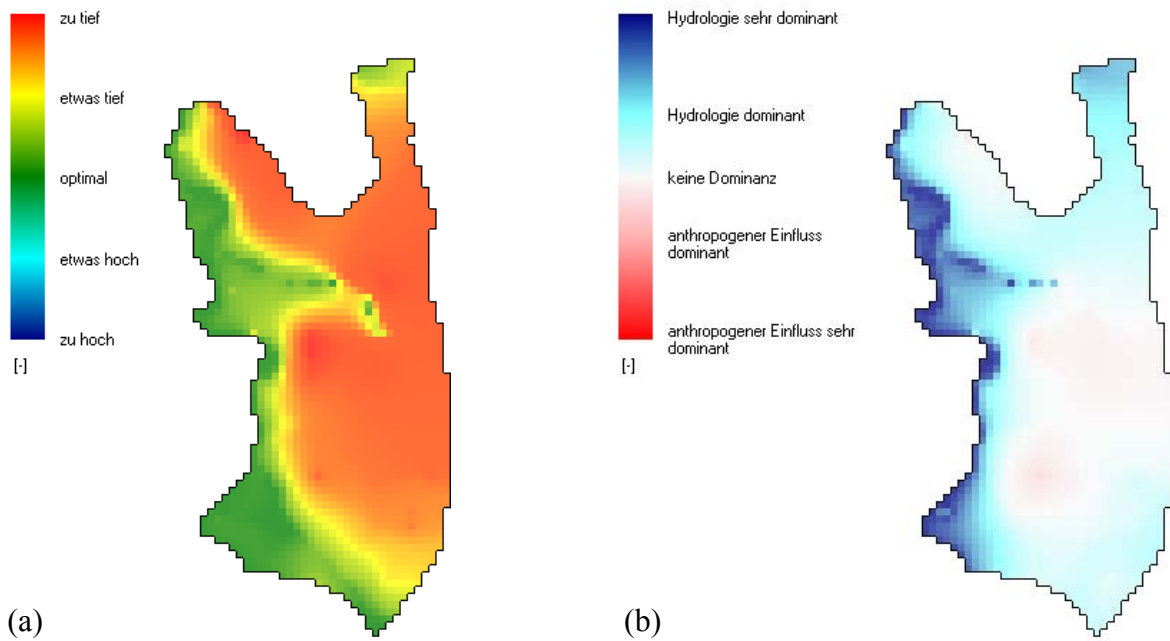 zu tief
etwas tief
optimal
etwas hoch
zu hoch
[-]
(a)
Hydrologie sehr dominant
Hydrologie dominant
keine Dominanz
anthropogener Einfluss
dominant
anthropogener Einfluss sehr
dominant
[-]
(b)